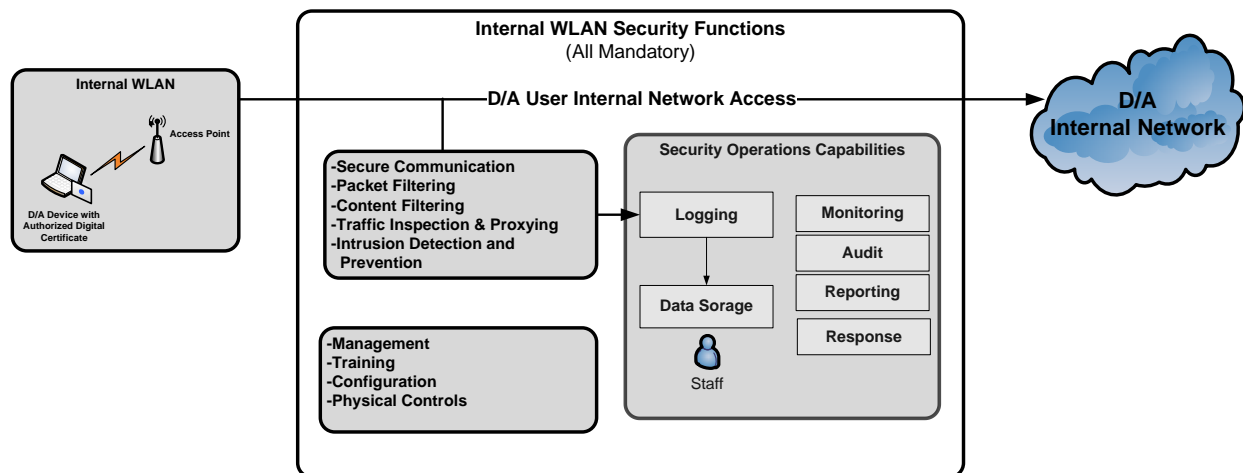 Internal WLAN Security Functions
(All Mandatory)
Internal WLAN
Access Point
D/A Device with
Authorized Digital
Certificate
D/A User Internal Network Access
D/A
Internal Network
-Secure Communication
-Packet Filtering
-Content Filtering
-Traffic Inspection & Proxying
-Intrusion Detection and
Prevention
-Management
-Training
-Configuration
-Physical Controls
Security Operations Capabilities
Logging
Data Sorage
Staff
Monitoring
Audit
Reporting
Response